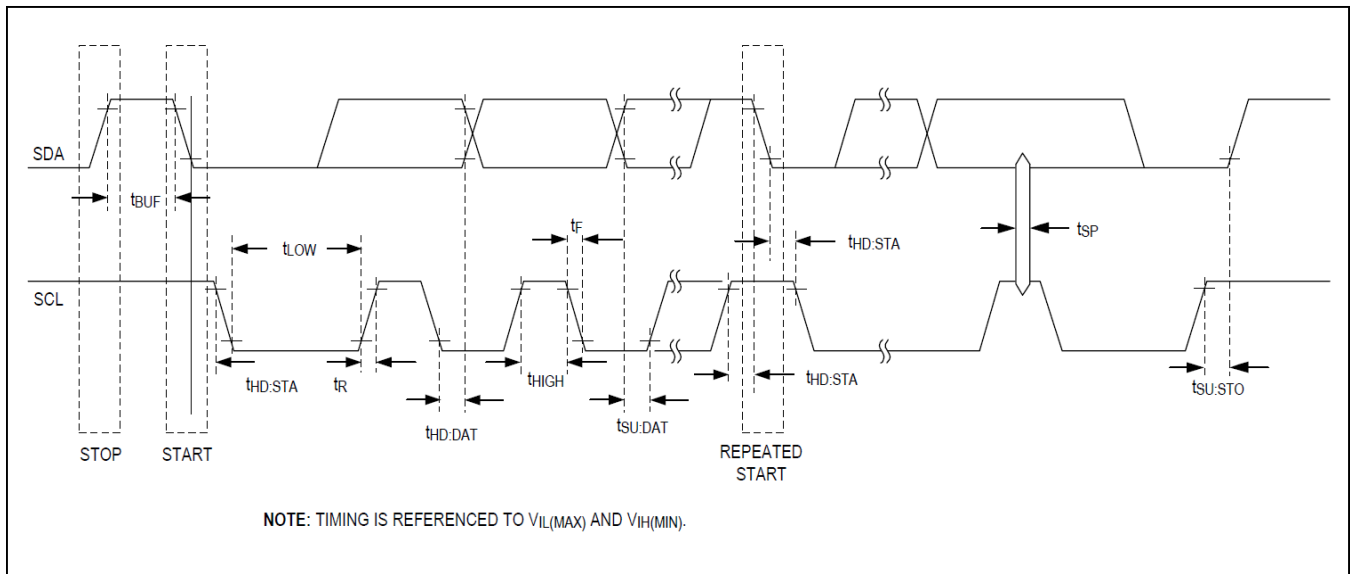 SDA
tBUF
tF
tLOW
tHD:STA
tSP
SCL
tHD:STA
tR
tHIGH
tHD:STA
tSU:STO
tHD:DAT
tSU:DAT
STOP
START
REPEATED
START
NOTE: TIMING IS REFERENCED TO VIL(MAX) AND VIH(MIN).